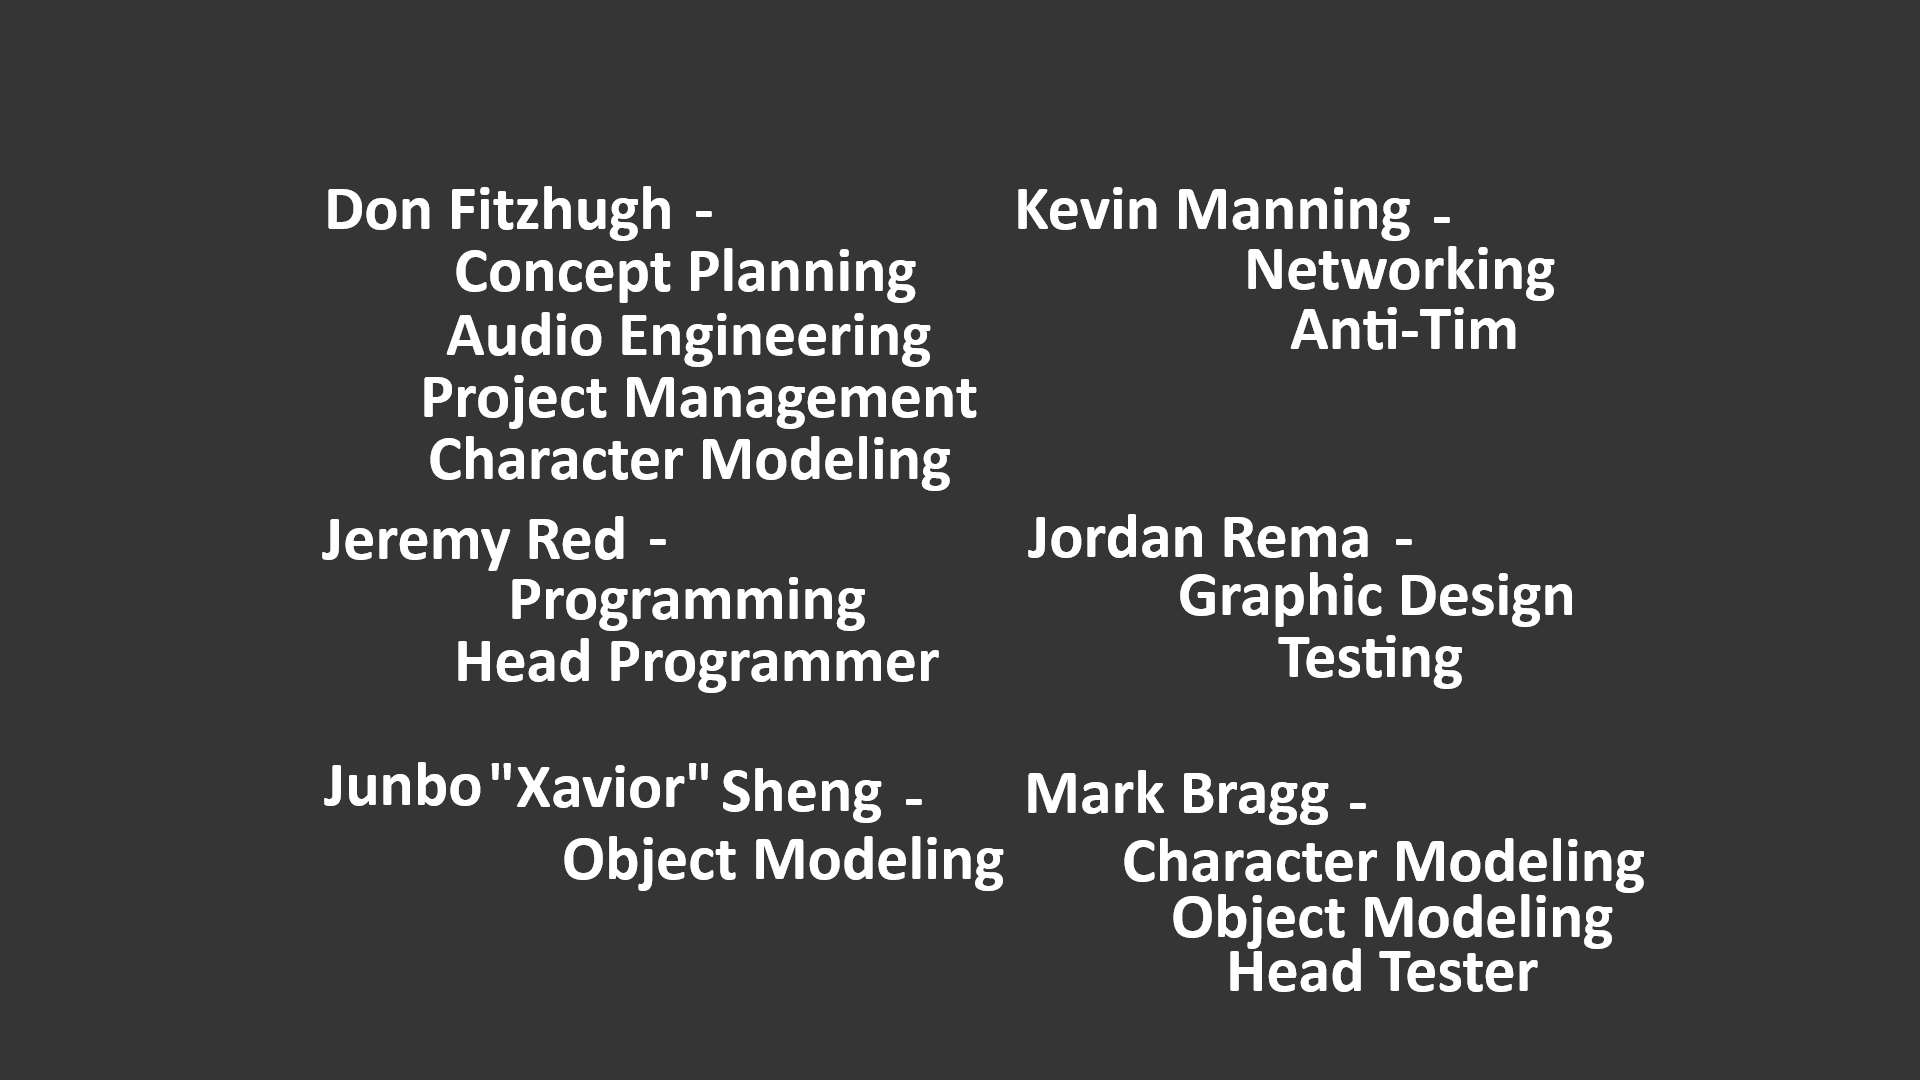 Don Fitzhugh -
Concept Planning
Audio Engineering
Project Management
Character Modeling
Kevin Manning -
Networking
Anti-Tim
Jeremy Red -
Programming
Head Programmer
Jordan Rema -
Graphic Design
Testing
Junbo "Xavior" Sheng -
Object Modeling
Mark Bragg -
Character Modeling
Object Modeling
Head Tester